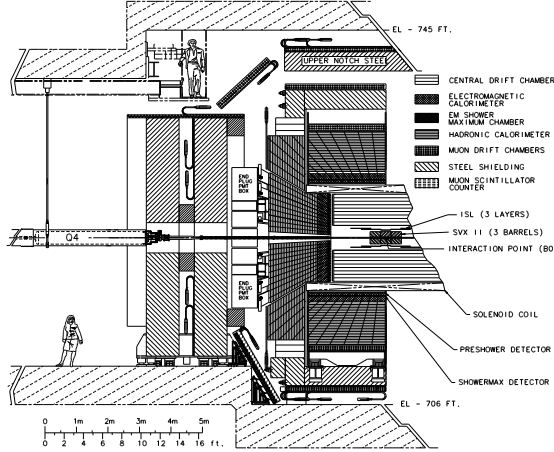 EL - 745 FT.
UPPER NOTCH STEEL
CENTRAL DRIFT CHAMBER
ELECTROMAGNETIC
CALORIMETER
EM SHOWER
MAXIMUM CHAMBER
HADRONIC CALORIMETER
MUON DRIFT CHAMBERS
STEEL SHIELDING
MUON SCINTILLATOR
COUNTER
END
PLUG
PMT
BOX
ISL (3 LAYERS)
Q4
SVX II (3 BARRELS)
INTERACTION POINT (BO
END
PLUG
PMT
BOX
SOLENOID COIL
PRESHOWER DETECTOR
SHOWERMAX DETECTOR
EL - 706 FT.
0 1m 2m 3m 4m 5m
0 2 4 6 8 10 12 14 16 ft.